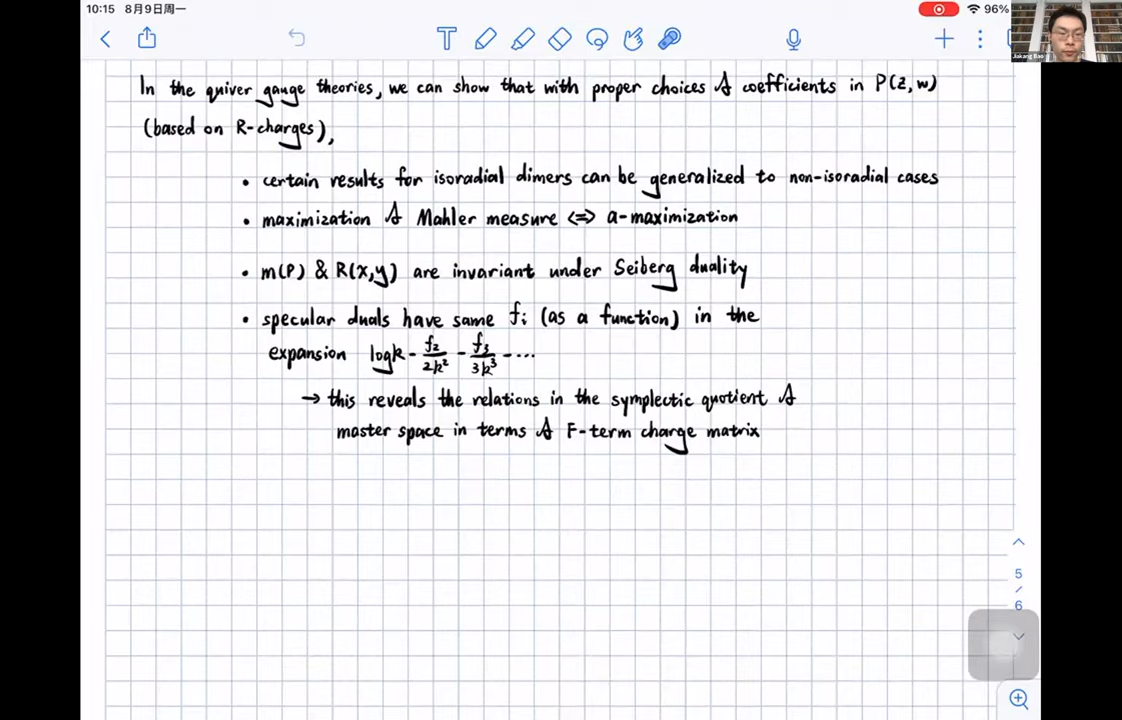 10:15 8月9日周一
96%
Jiakang Bao
In the quiver gauge theories, we can show that with proper choices of coefficients in P(z,w)
(based on R-charges),
• certain results for isoradial dimers can be generalized to non-isoradial cases
• maximization of Mahler measure <=> a-maximization
• m(P) & R(x,y) are invariant under Seiberg duality
• specular duals have same fi (as a function) in the
expansion logk - f2/2k² - f3/3k³ - ....
→ this reveals the relations in the symplectic quotient of
master space in terms of F-term charge matrix
5
/
6